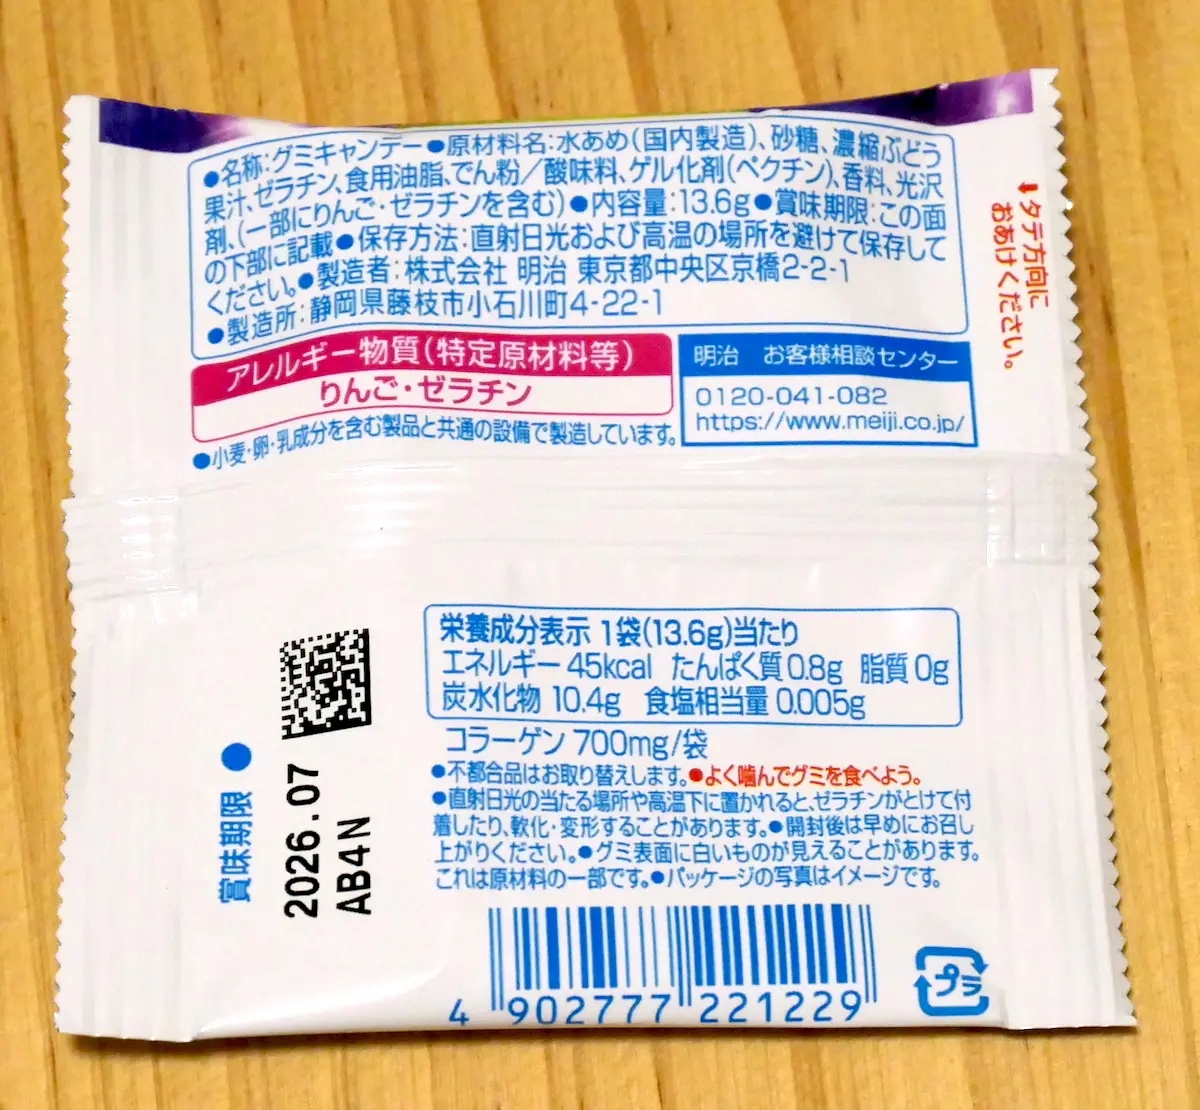 ●名称:グミキャンデー●原材料名:水あめ(国内製造)、砂糖、濃縮ぶどう
果汁、ゼラチン、食用油脂、でん粉／酸味料、ゲル化剤(ペクチン)、香料、光沢
剤、(一部にりんご・ゼラチンを含む)●内容量:13.6g●賞味期限:この面
の下部に記載●保存方法:直射日光および高温の場所を避けて保存して
ください。●製造者:株式会社 明治 東京都中央区京橋2-2-1
●製造所:静岡県藤枝市小石川町4-22-1
⬇タテ方向に
おあけください。
アレルギー物質(特定原材料等)
りんご・ゼラチン
●小麦・卵・乳成分を含む製品と共通の設備で製造しています。
明治 お客様相談センター
0120-041-082
https://www.meiji.co.jp/
栄養成分表示 1袋(13.6g)当たり
エネルギー 45kcal たんぱく質 0.8g 脂質 0g
炭水化物 10.4g 食塩相当量 0.005g
コラーゲン 700mg/袋
●不都合品はお取り替えします。●よく噛んでグミを食べよう。
●直射日光の当たる場所や高温下に置かれると、ゼラチンがとけて付
着したり、軟化・変形することがあります。●開封後は早めにお召し
上がりください。●グミ表面に白いものが見えることがあります。
これは原材料の一部です。●パッケージの写真はイメージです。
賞味期限 ●
2026.07
AB4N
4 902777 221229
プラ